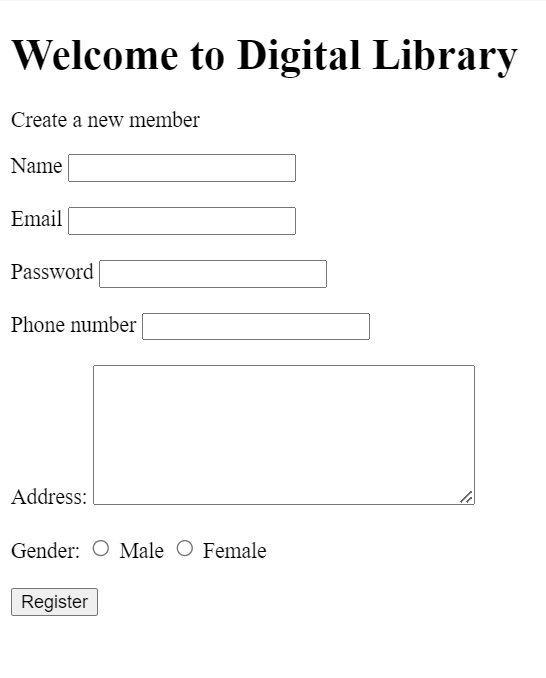 Welcome to Digital Library
Create a new member
Name
Email
Password
Phone number
Address:
Gender: Male Female
Register